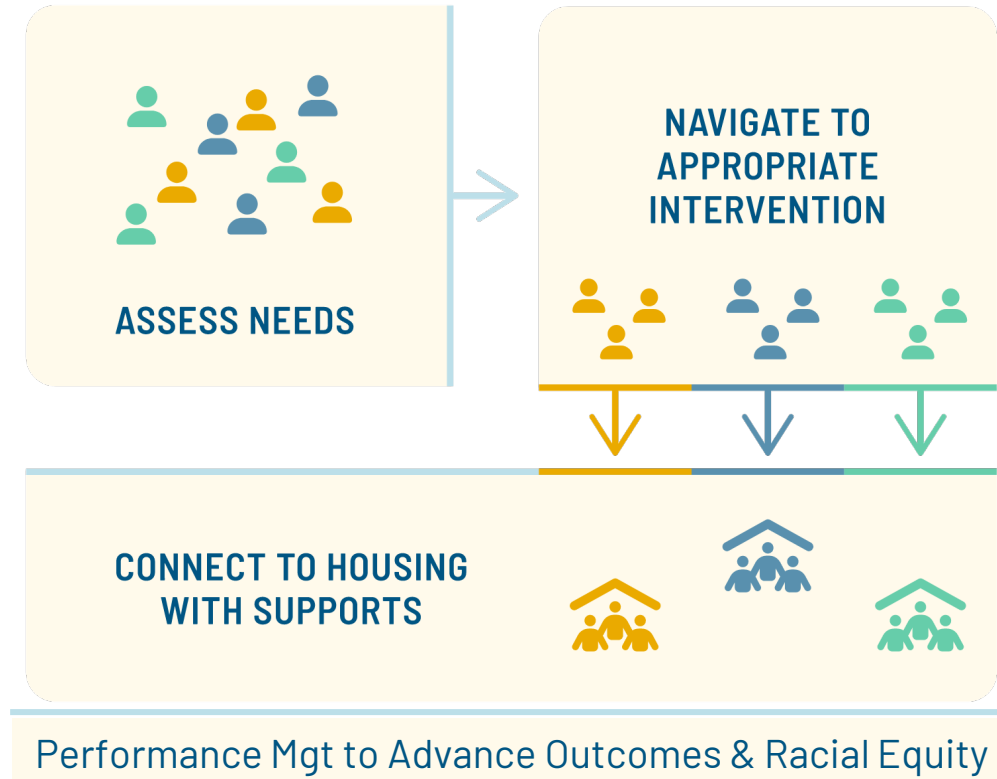 ASSESS NEEDS
NAVIGATE TO
APPROPRIATE
INTERVENTION
CONNECT TO HOUSING
WITH SUPPORTS
Performance Mgt to Advance Outcomes & Racial Equity